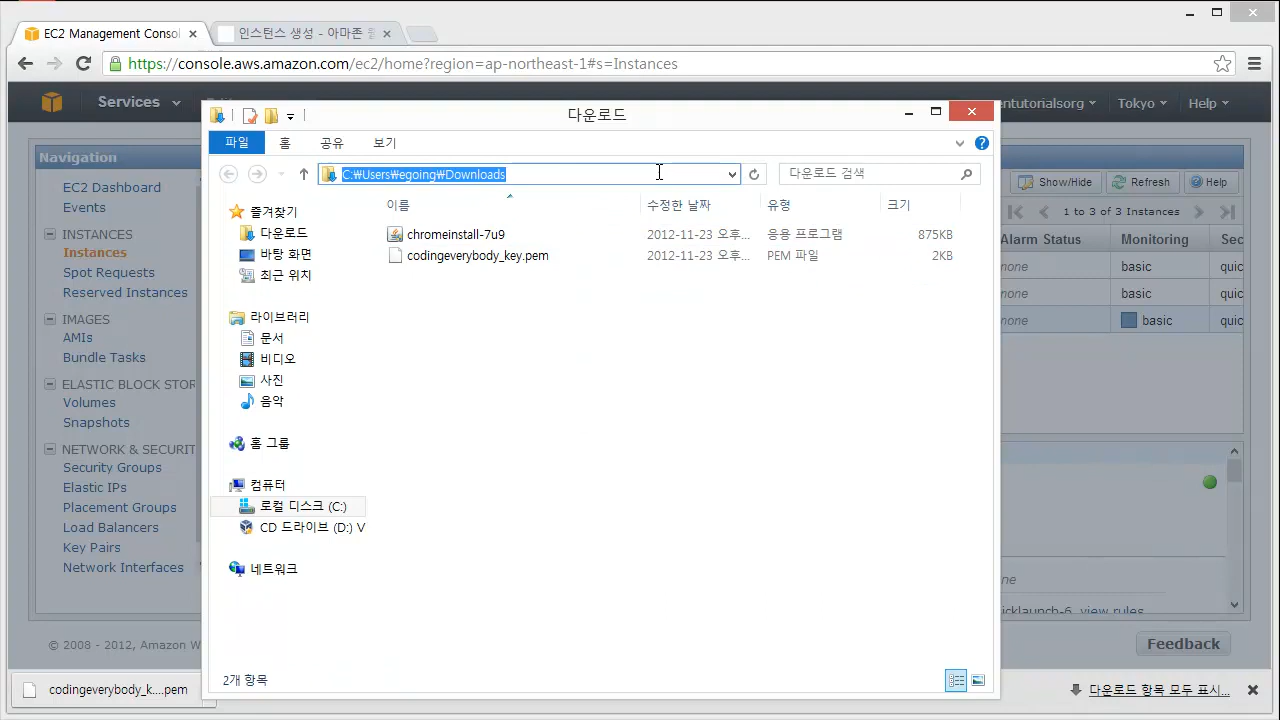 EC2 Management Consol
인스턴스 생성 - 아마존 웹
https://console.aws.amazon.com/ec2/home?region=ap-northeast-1#s=Instances
Services
entutorialsorg
Tokyo
Help
다운로드
파일
홈
공유
보기
C:₩Users₩egoing₩Downloads
다운로드 검색
Navigation
EC2 Dashboard
Events
INSTANCES
Instances
Spot Requests
Reserved Instances
IMAGES
AMIs
Bundle Tasks
ELASTIC BLOCK STOR
Volumes
Snapshots
NETWORK & SECURIT
Security Groups
Elastic IPs
Placement Groups
Load Balancers
Key Pairs
Network Interfaces
즐겨찾기
다운로드
바탕 화면
최근 위치
라이브러리
문서
비디오
사진
음악
홈 그룹
컴퓨터
로컬 디스크 (C:)
CD 드라이브 (D:) V
네트워크
이름
수정한 날짜
유형
크기
chromeinstall-7u9
2012-11-23 오후...
응용 프로그램
875KB
codingeverybody_key.pem
2012-11-23 오후...
PEM 파일
2KB
2개 항목
Show/Hide
Refresh
Help
1 to 3 of 3 Instances
Alarm Status
Monitoring
Sec
none
basic
quic
none
basic
quic
none
basic
quic
ne
cklaunch-6. view rules
© 2008 - 2012, Amazon W
Feedback
codingeverybody_k....pem
다운로드 항목 모두 표시...